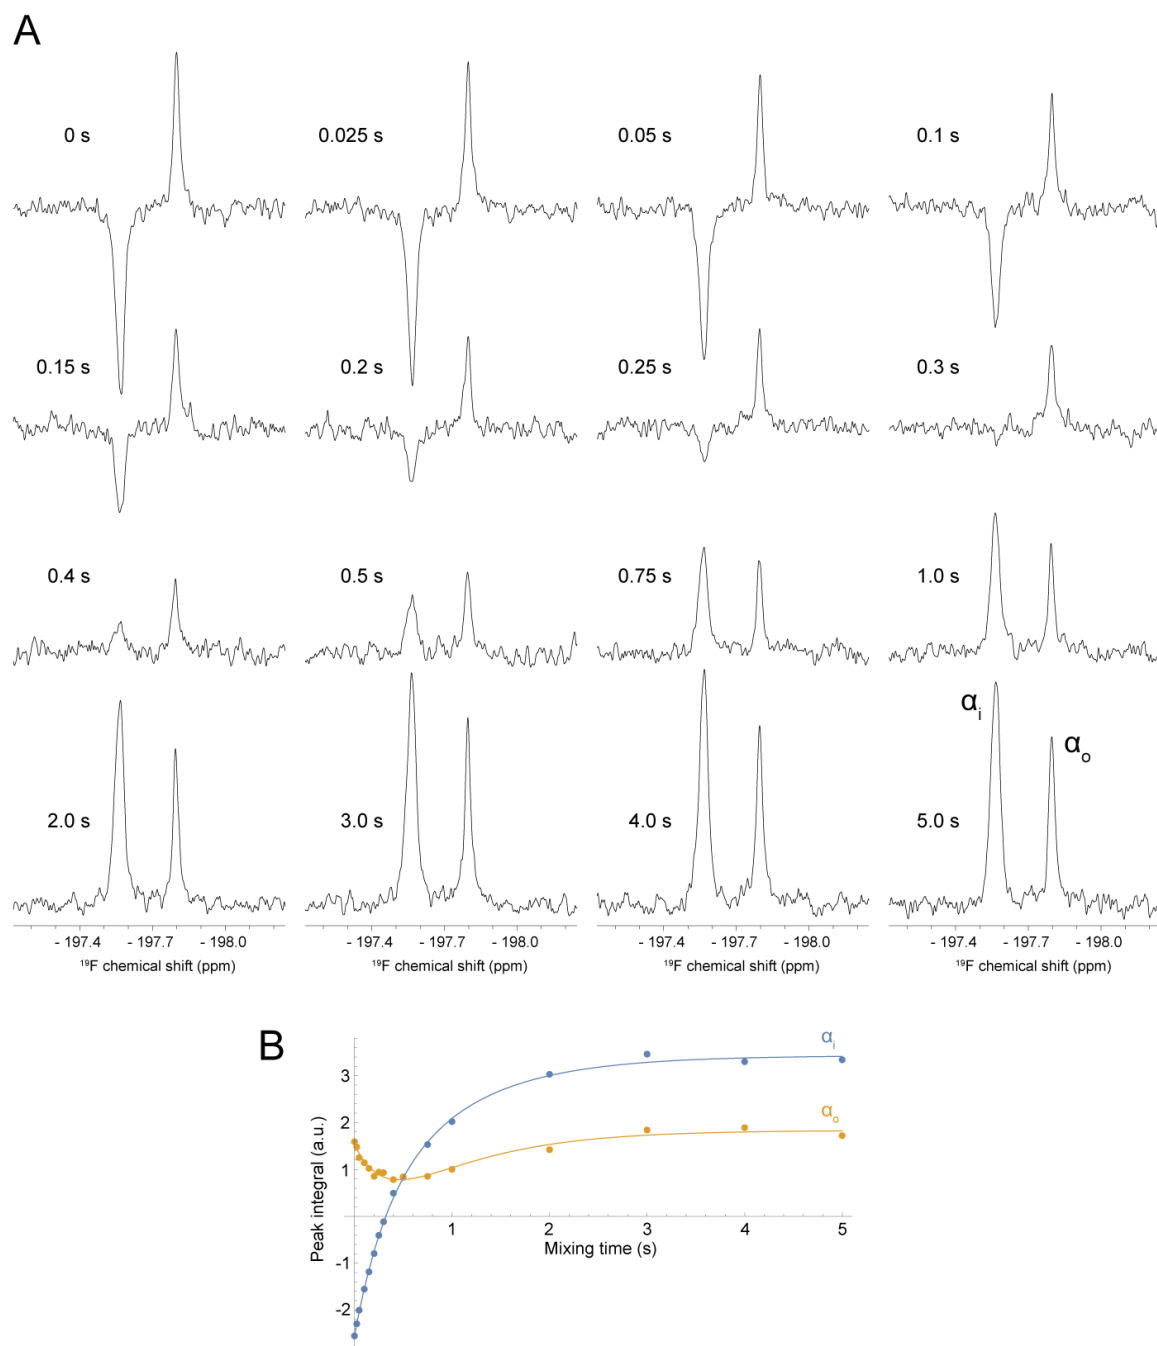 A
0 s
0.025 s
0.05 s
0.1 s
0.15 s
0.2 s
0.25 s
0.3 s
0.4 s
0.5 s
0.75 s
1.0 s
αi
αo
2.0 s
3.0 s
4.0 s
5.0 s
- 197.4 - 197.7 - 198.0
- 197.4 - 197.7 - 198.0
- 197.4 - 197.7 - 198.0
- 197.4 - 197.7 - 198.0
19F chemical shift (ppm)
19F chemical shift (ppm)
19F chemical shift (ppm)
19F chemical shift (ppm)
B
Peak integral (a.u.)
3
2
1
-1
-2
αi
αo
1 2 3 4 5
Mixing time (s)